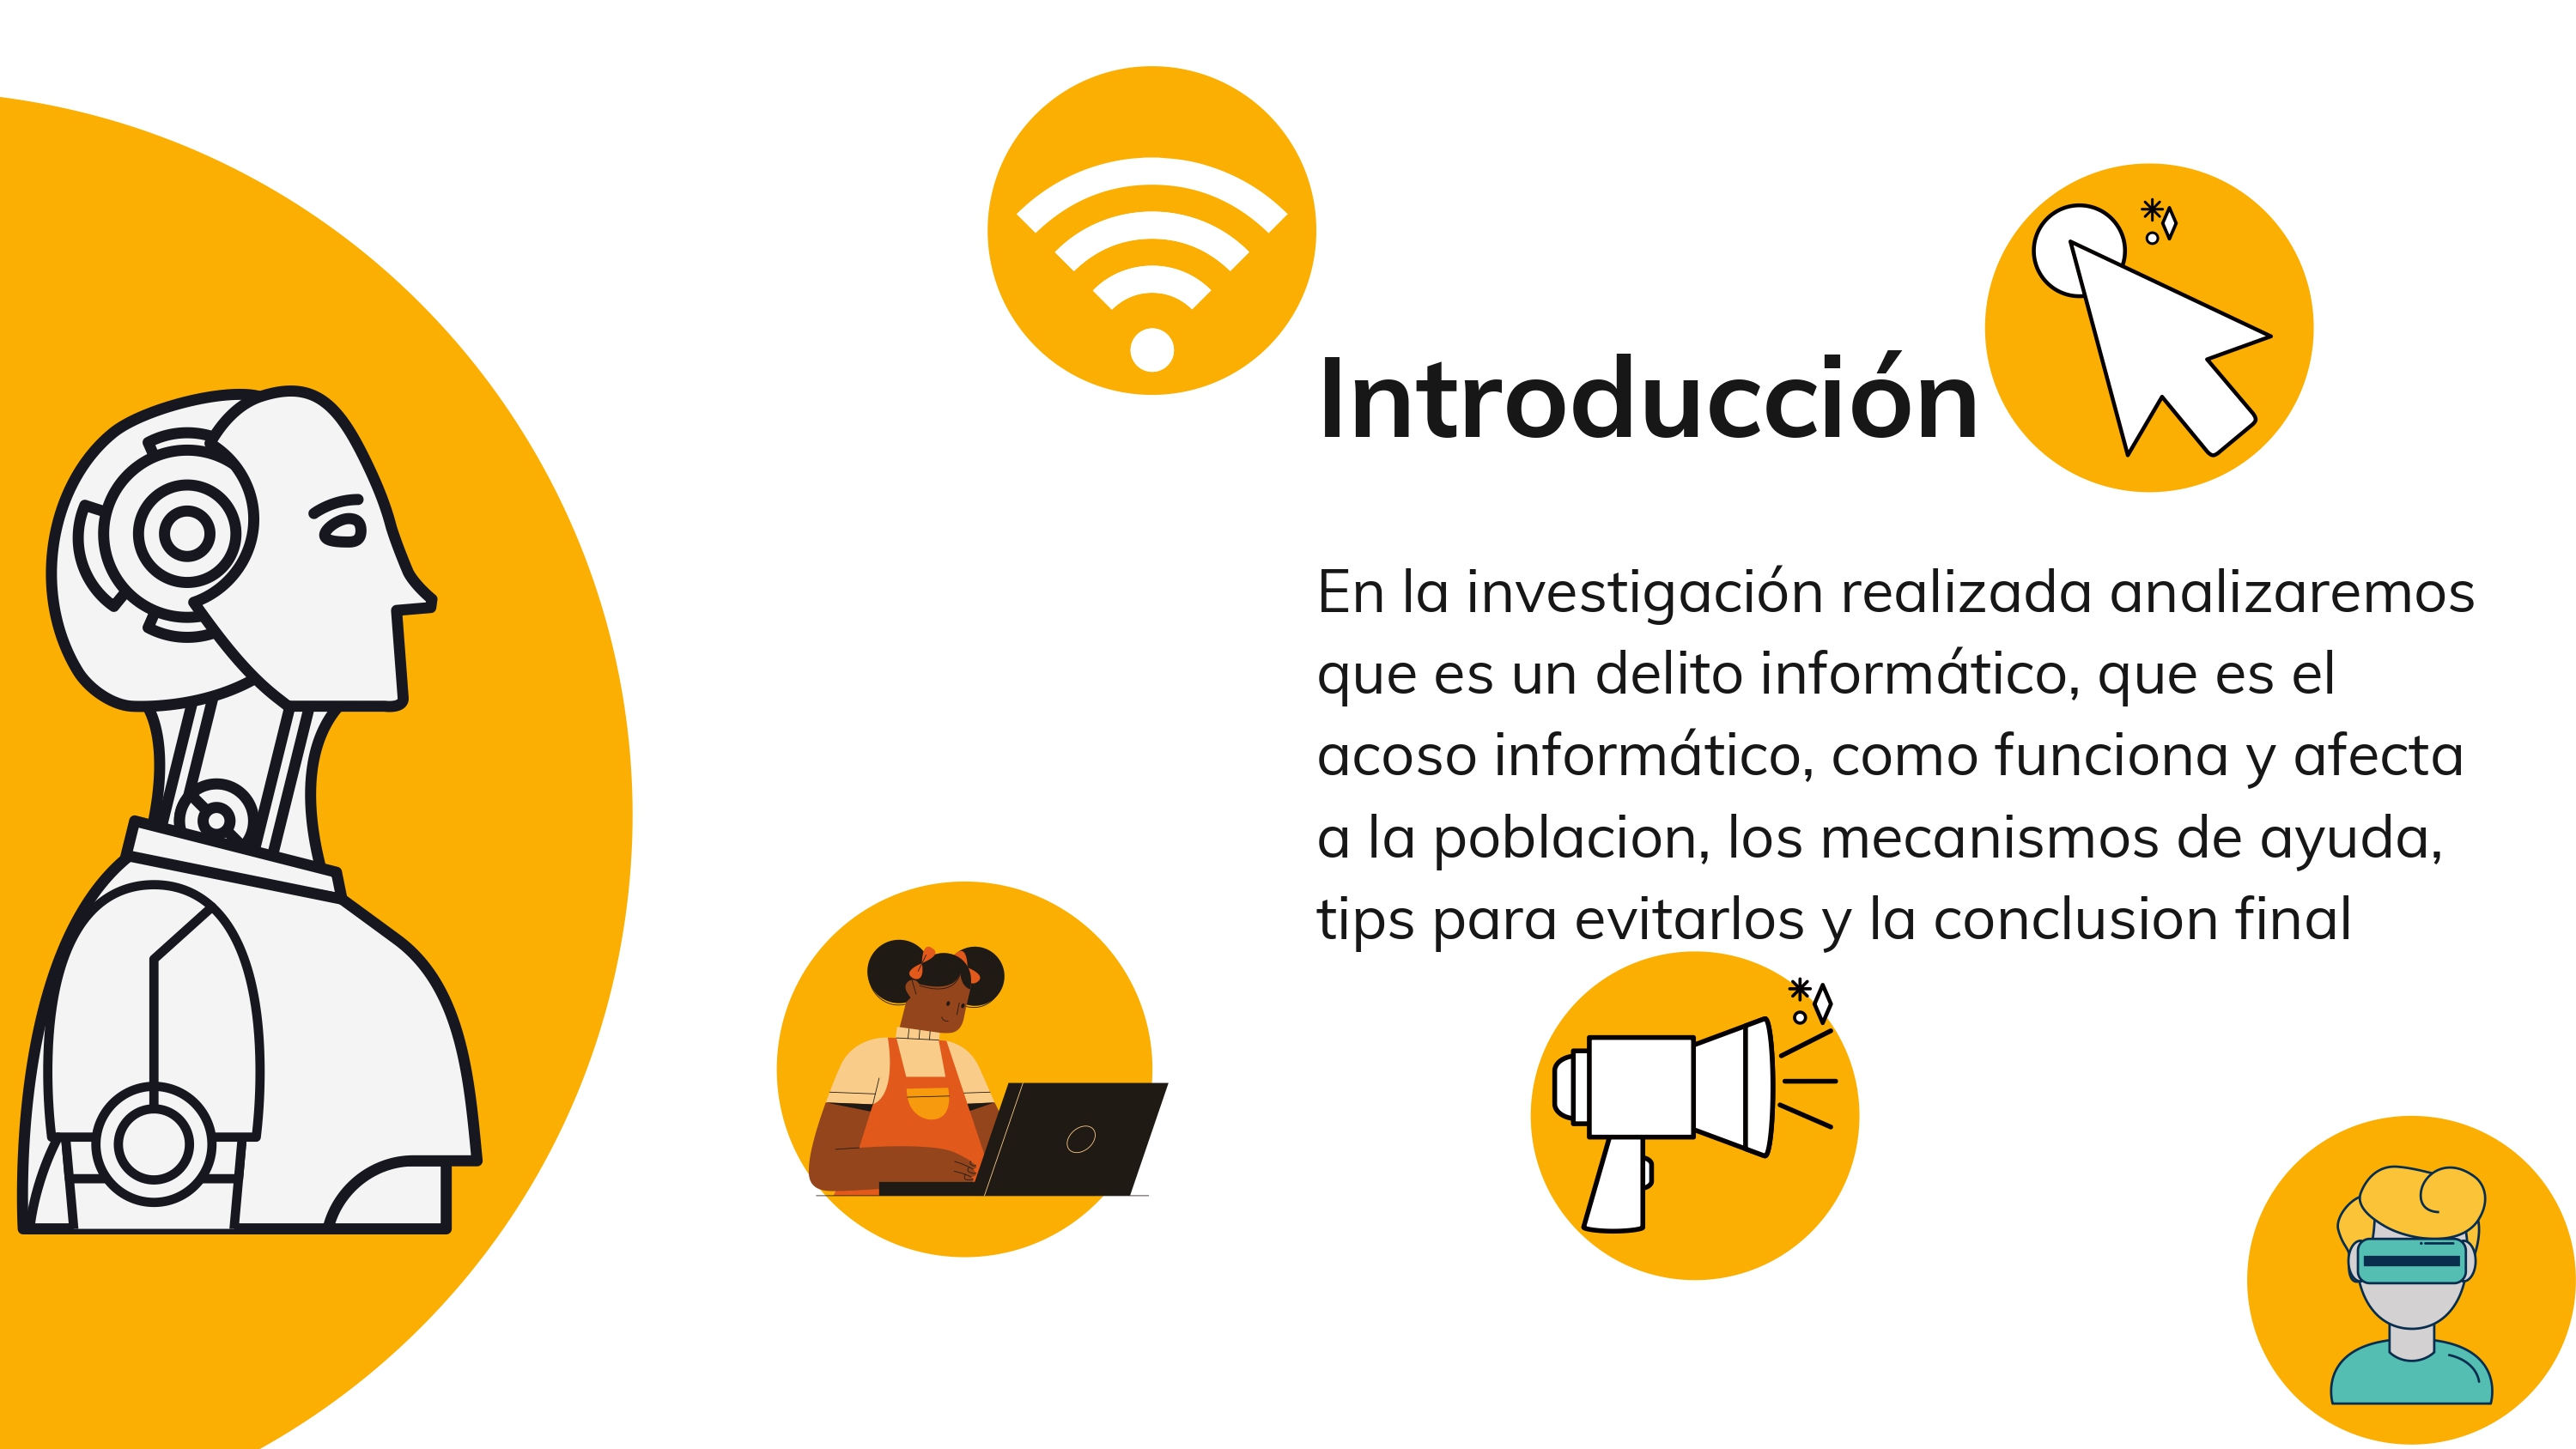 Introducción
En la investigación realizada analizaremos
que es un delito informático, que es el
acoso informático, como funciona y afecta
a la poblacion, los mecanismos de ayuda,
tips para evitarlos y la conclusion final